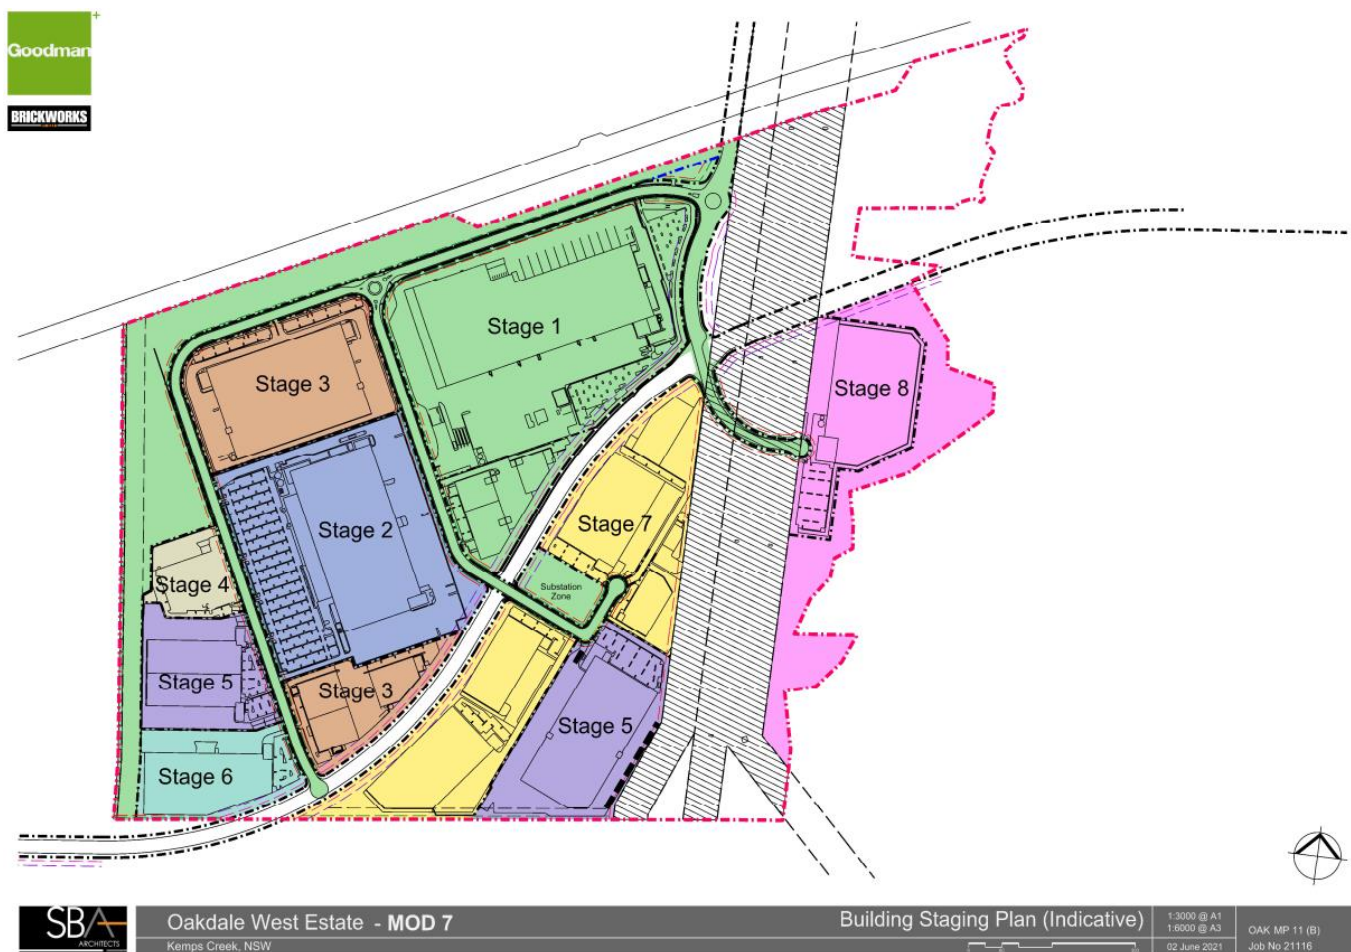 Goodman
BRICKWORKS
Stage 1
Stage 3
Stage 8
Stage 2
Stage 7
Stage 4
Substation
Zone
Stage 5
Stage 3
Stage 5
Stage 6
SBA
ARCHITECTS
Oakdale West Estate - MOD 7
Kemps Creek, NSW
Building Staging Plan (Indicative)
1:3000 @ A1
1:6000 @ A3
02 June 2021
OAK MP 11 (B)
Job No 21116